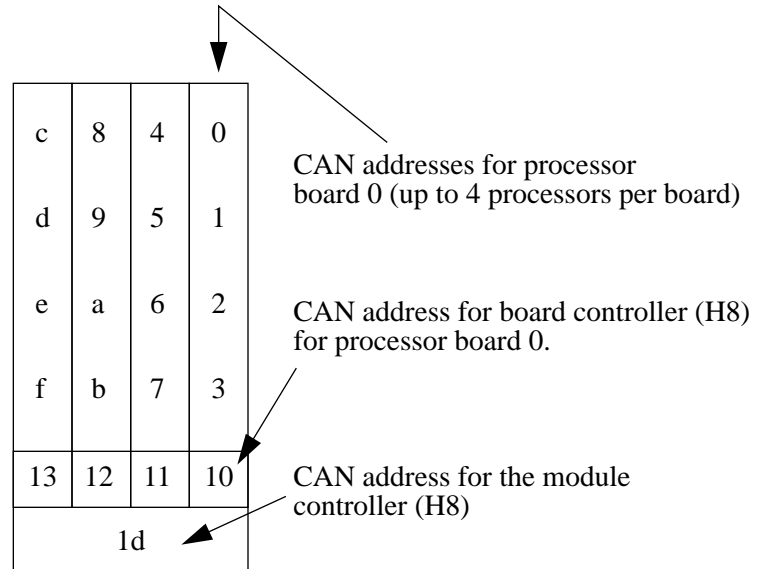 c 8 4 0
CAN addresses for processor
board 0 (up to 4 processors per board)
d 9 5 1
e a 6 2
CAN address for board controller (H8)
for processor board 0.
f b 7 3
13 12 11 10
CAN address for the module
controller (H8)
1d